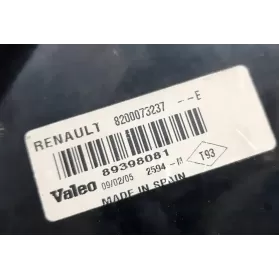 RENAULT 8200073237 --E
89398081
Valeo 09/02/05 2594
T93
MADE IN SPAIN